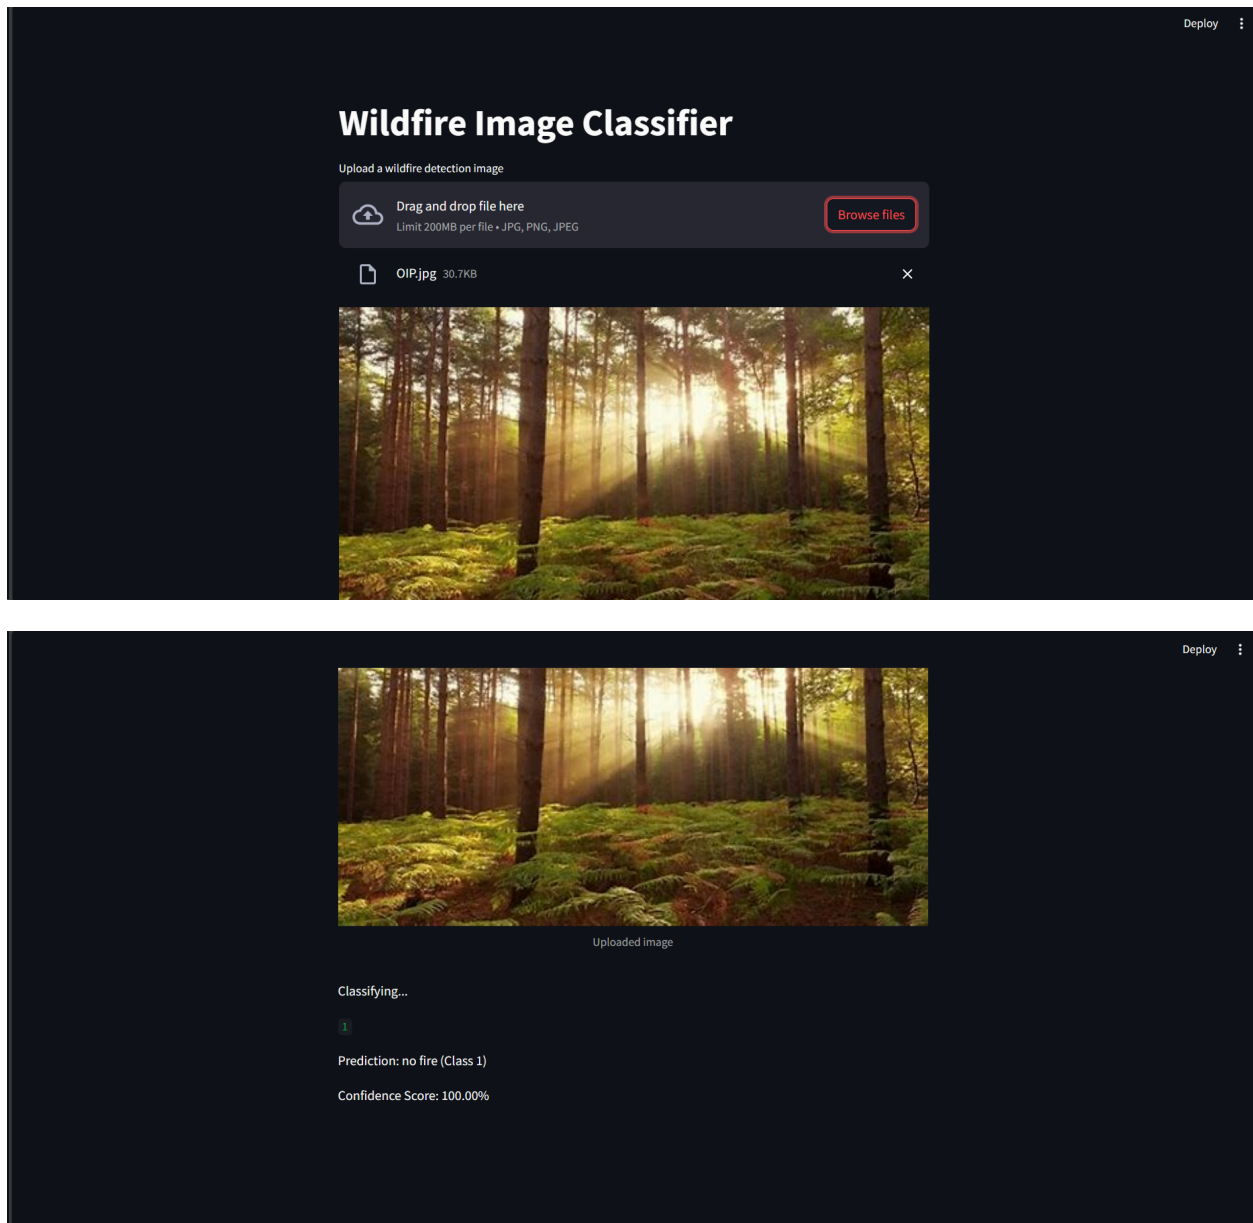 Deploy
Wildfire Image Classifier
Upload a wildfire detection image
Drag and drop file here
Limit 200MB per file • JPG, PNG, JPEG
Browse files
OIP.jpg 30.7KB
Deploy
Uploaded image
Classifying...
1
Prediction: no fire (Class 1)
Confidence Score: 100.00%